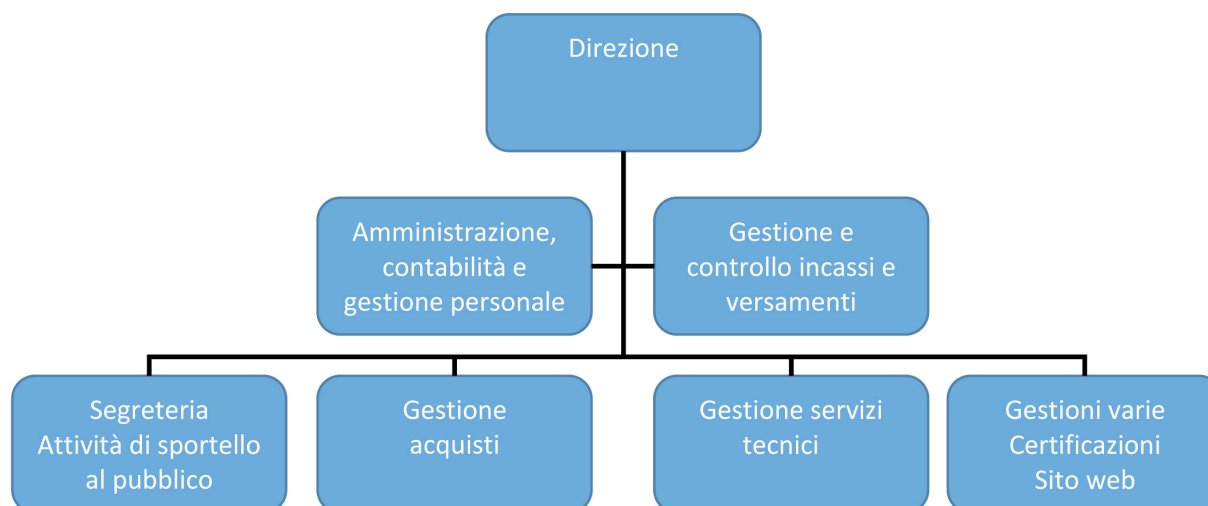 Direzione
Amministrazione,
contabilità e
gestione personale
Gestione e
controllo incassi e
versamenti
Segreteria
Attività di sportello
al pubblico
Gestione
acquisti
Gestione servizi
tecnici
Gestioni varie
Certificazioni
Sito web